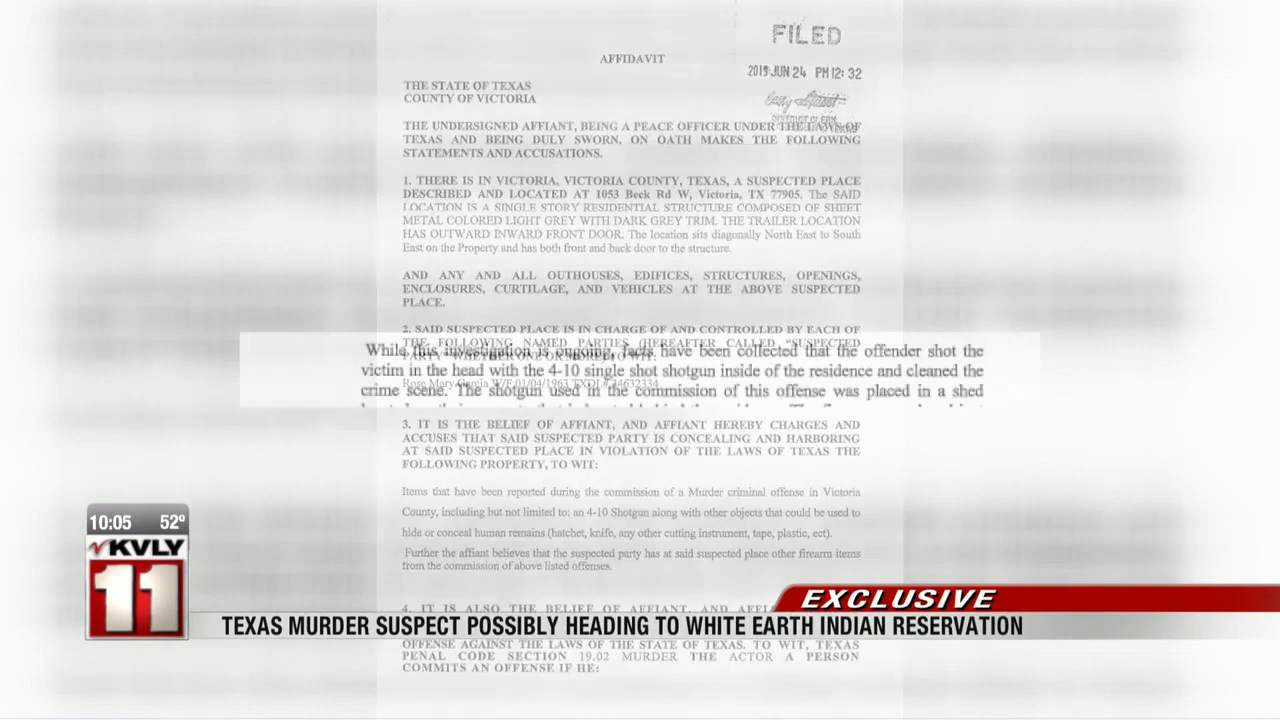 FILED
AFFIDAVIT
2019 JUN 24 PM 12: 32
THE STATE OF TEXAS
COUNTY OF VICTORIA
DISTRICT CLERK
THE UNDERSIGNED AFFIANT, BEING A PEACE OFFICER UNDER THE LAWS OF
TEXAS AND BEING DULY SWORN, ON OATH MAKES THE FOLLOWING
STATEMENTS AND ACCUSATIONS.
1. THERE IS IN VICTORIA, VICTORIA COUNTY, TEXAS, A SUSPECTED PLACE
DESCRIBED AND LOCATED AT 1053 Beck Rd W, Victoria, TX 77905. The SAID
LOCATION IS A SINGLE STORY RESIDENTIAL STRUCTURE COMPOSED OF SHEET
METAL COLORED LIGHT GREY WITH DARK GREY TRIM. THE TRAILER LOCATION
HAS OUTWARD INWARD FRONT DOOR. The location sits diagonally North East to South
East on the Property and has both front and back door to the structure.
AND ANY AND ALL OUTHOUSES, EDIFICES, STRUCTURES, OPENINGS,
ENCLOSURES, CURTILAGE, AND VEHICLES AT THE ABOVE SUSPECTED
PLACE.
2. SAID SUSPECTED PLACE IS IN CHARGE OF AND CONTROLLED BY EACH OF
THE FOLLOWING NAMED PARTIES (HEREAFTER CALLED "SUSPECTED
While this investigation is ongoing, facts have been collected that the offender shot the
victim in the head with the 4-10 single shot shotgun inside of the residence and cleaned the
crime scene. The shotgun used in the commission of this offense was placed in a shed
3. IT IS THE BELIEF OF AFFIANT, AND AFFIANT HEREBY CHARGES AND
ACCUSES THAT SAID SUSPECTED PARTY IS CONCEALING AND HARBORING
AT SAID SUSPECTED PLACE IN VIOLATION OF THE LAWS OF TEXAS THE
FOLLOWING PROPERTY, TO WIT:
Items that have been reported during the commission of a Murder criminal offense in Victoria
County, including but not limited to: an 4-10 Shotgun along with other objects that could be used to
hide or conceal human remains (hatchet, knife, any other cutting instrument, tape, plastic, ect).
Further the affiant believes that the suspected party has at said suspected place other firearm items
from the commission of above listed offenses.
4. IT IS ALSO THE BELIEF OF AFFIANT, AND
OFFENSE AGAINST THE LAWS OF THE STATE OF TEXAS. TO WIT, TEXAS
PENAL CODE SECTION 19.02 MURDER THE ACTOR A PERSON
COMMITS AN OFFENSE IF HE:
10:05 52°
KVLY
11
EXCLUSIVE
TEXAS MURDER SUSPECT POSSIBLY HEADING TO WHITE EARTH INDIAN RESERVATION